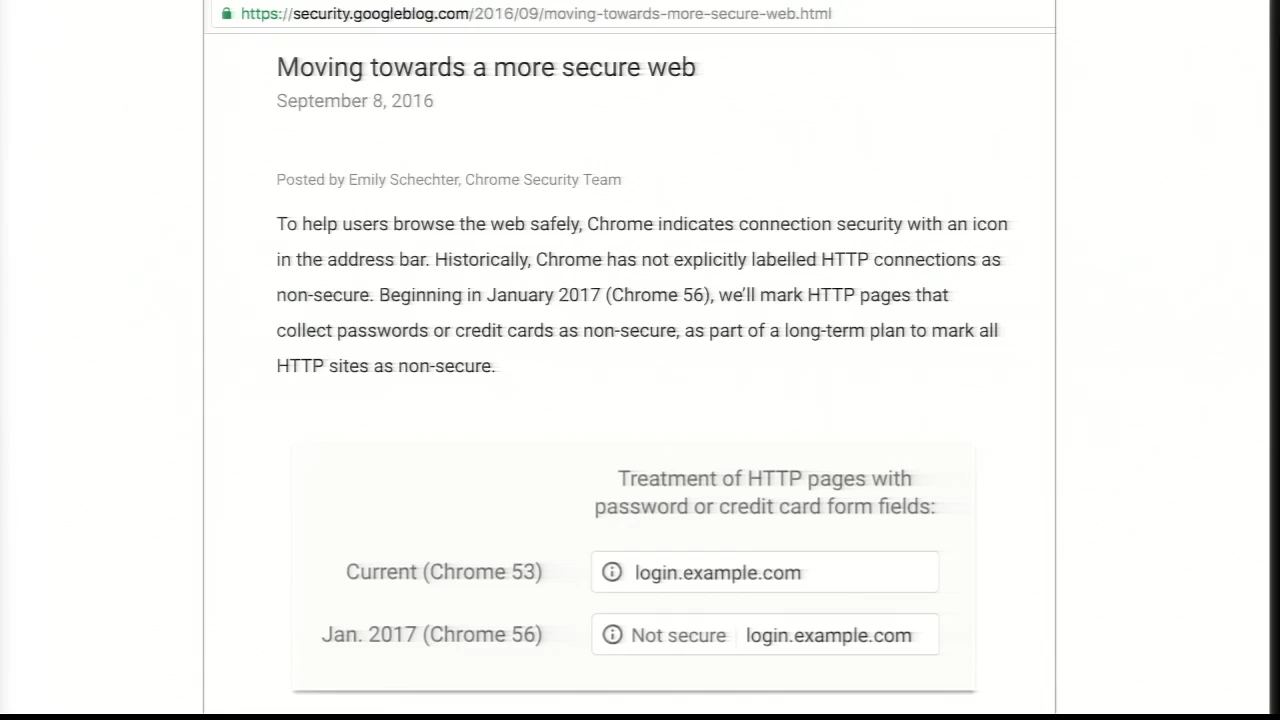 https://security.googleblog.com/2016/09/moving-towards-more-secure-web.html
Moving towards a more secure web
September 8, 2016
Posted by Emily Schechter, Chrome Security Team
To help users browse the web safely, Chrome indicates connection security with an icon
in the address bar. Historically, Chrome has not explicitly labelled HTTP connections as
non-secure. Beginning in January 2017 (Chrome 56), we'll mark HTTP pages that
collect passwords or credit cards as non-secure, as part of a long-term plan to mark all
HTTP sites as non-secure.
Treatment of HTTP pages with
password or credit card form fields:
Current (Chrome 53) login.example.com
Jan. 2017 (Chrome 56) Not secure login.example.com